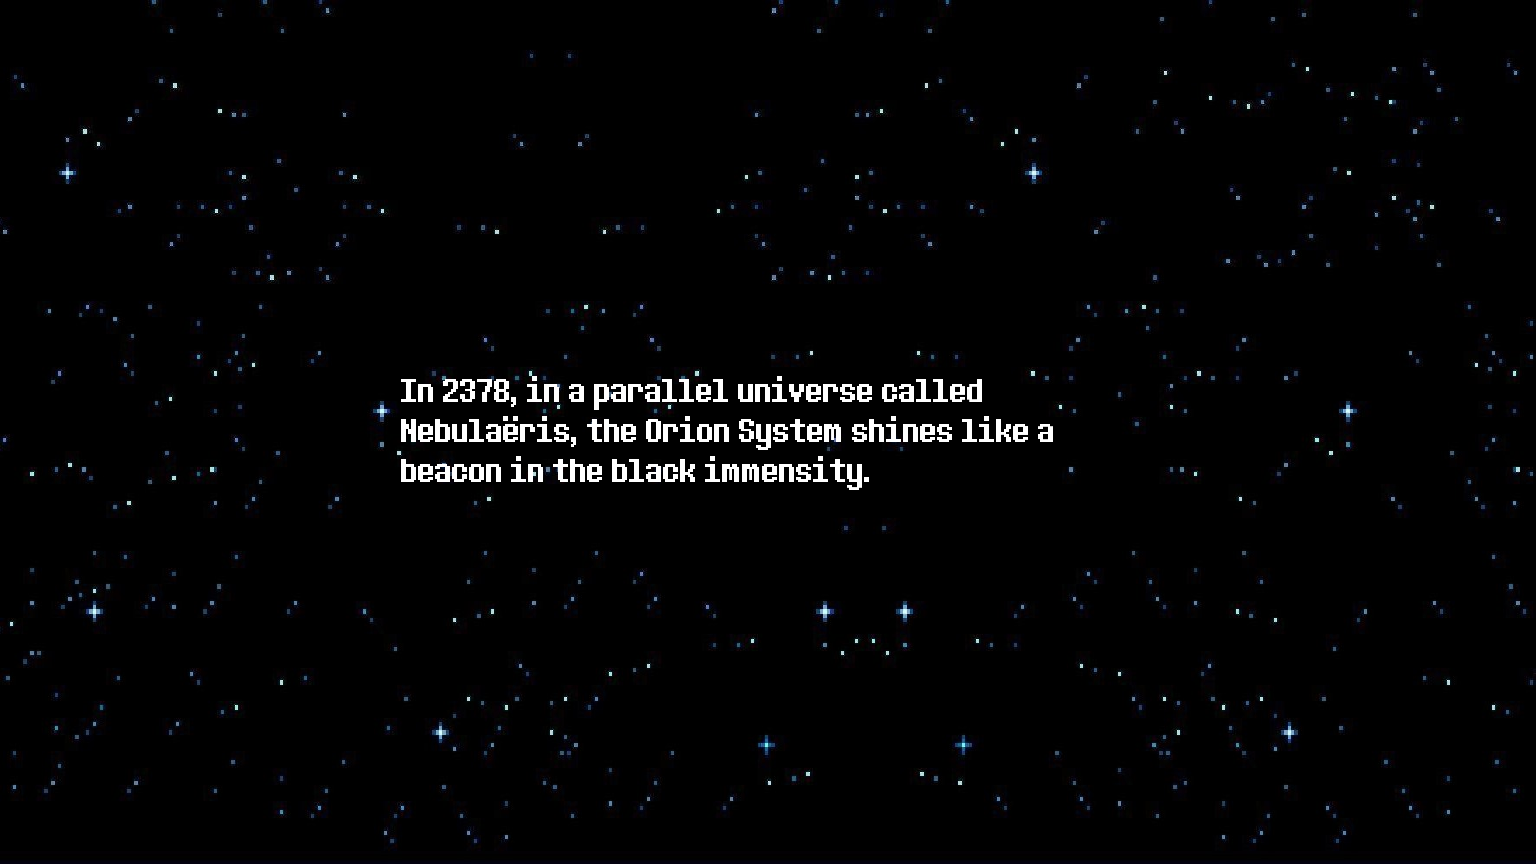 In 2378, in a parallel universe called
Nebulaëris, the Orion System shines like a
beacon in the black immensity.